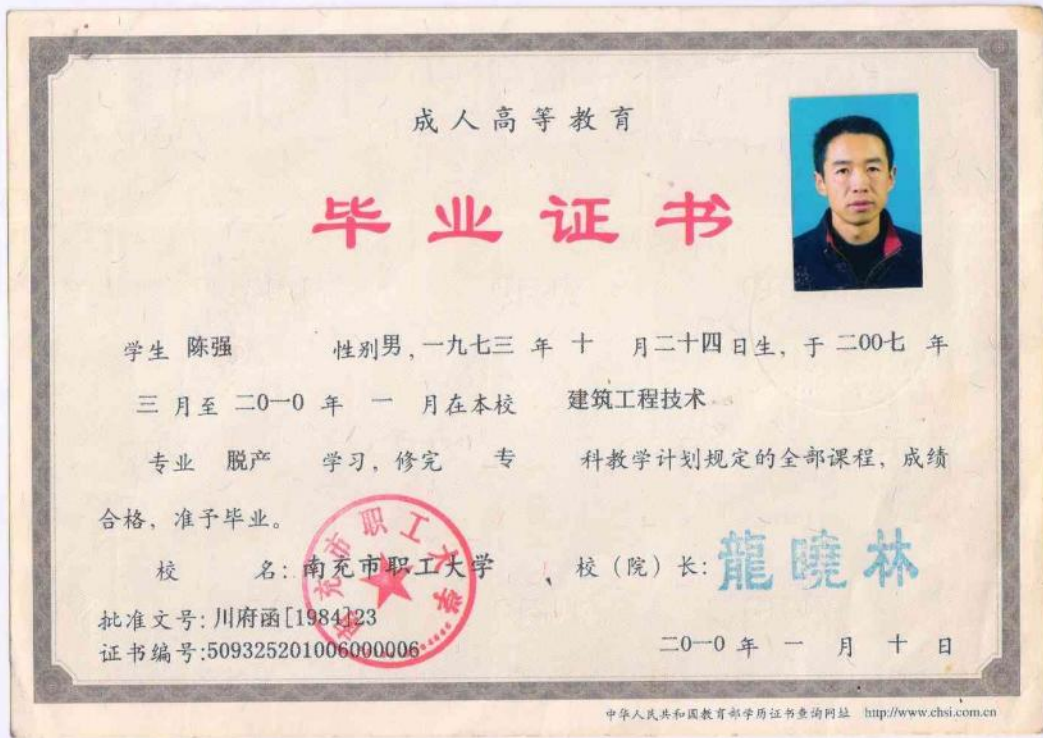 成人高等教育
毕业证书
学生 陈强 性别男,一九七三 年 十 月二十四日生,于 二00七 年
三 月至 二0一0 年 一 月在本校 建筑工程技术
专业 脱产 学习,修完 专 科教学计划规定的全部课程,成绩
合格,准予毕业。
校 名:南充市职工大学 校(院)长:龍曉林
南充市职工大学
批准文号:川府函[1984]23
证书编号:509325201006000006
二0一0 年 一 月 十 日
中华人民共和国教育部学历证书查询网址 http://www.chsi.com.cn